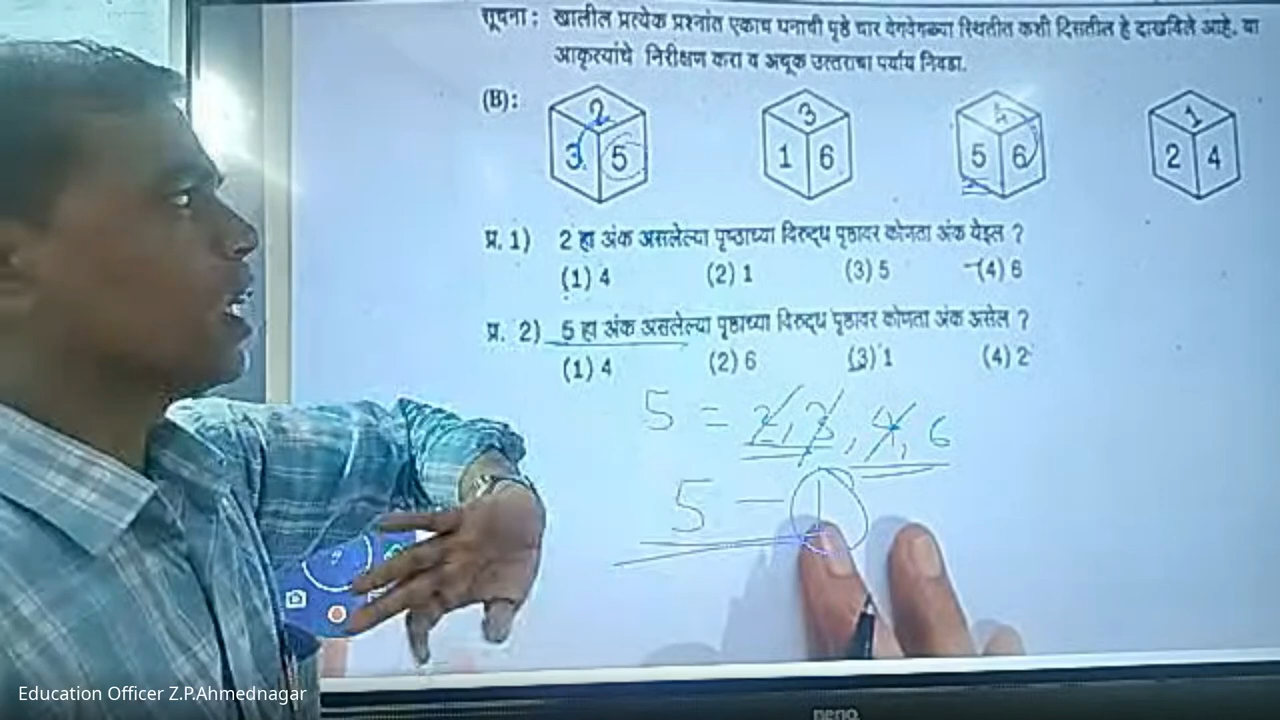 सूचना : खालील प्रत्येक प्रश्नांत एकाच घनाची पृष्ठे चार वेगवेगळ्या स्थितीत कशी दिसतील हे दाखविले आहे. या
आकृत्यांचे निरीक्षण करा व अचूक उत्तराचा पर्याय निवडा.
(B):
2 3 5
3 1 6
4 5 6
1 2 4
प्र. 1) 2 हा अंक असलेल्या पृष्ठाच्या विरुद्ध पृष्ठावर कोणता अंक येईल ?
(1) 4 (2) 1 (3) 5 (4) 6
प्र. 2) 5 हा अंक असलेल्या पृष्ठाच्या विरुद्ध पृष्ठावर कोणता अंक असेल ?
(1) 4 (2) 6 (3) 1 (4) 2
5 = 2, 3, 4, 6
5 – 1
Education Officer Z.P.Ahmednagar
benq